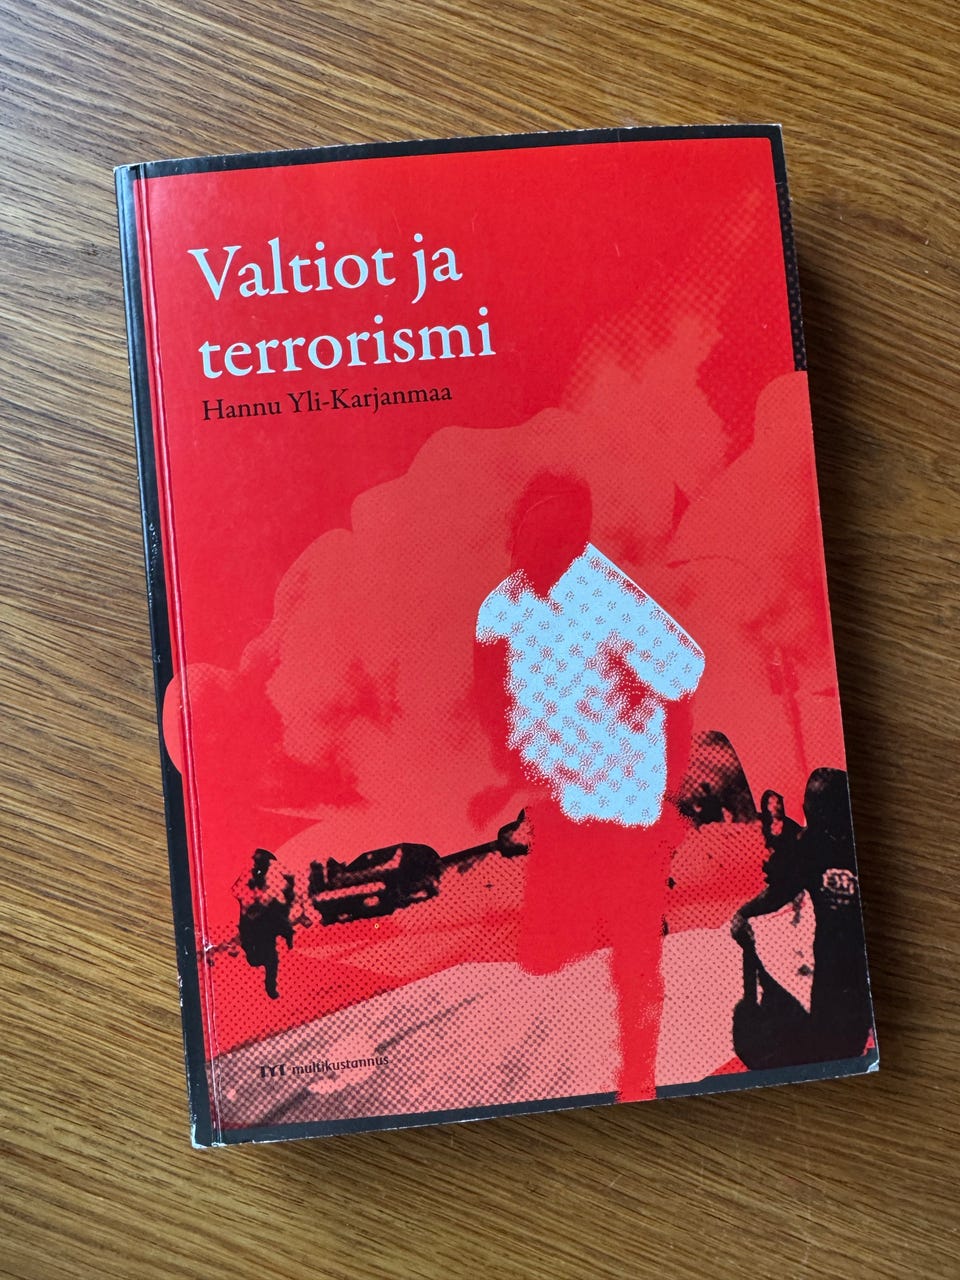 Valtiot ja
terrorismi
Hannu Yli-Karjanmaa
multikustannus